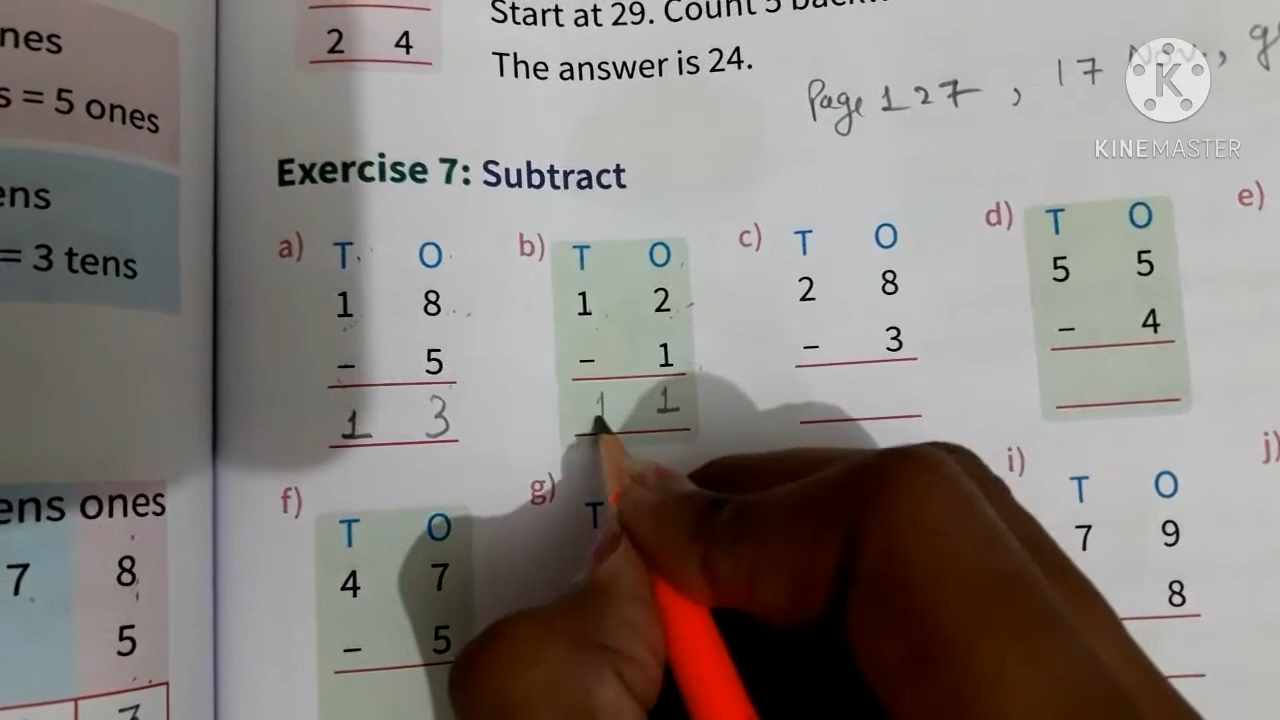 nes
s = 5 ones
ens
= 3 tens
ens ones
7 8
5
2 4
Start at 29. Count 5
The answer is 24.
Page 127, 17 Nov.,
KINEMASTER
Exercise 7: Subtract
a) T O
1 8
- 5
1 3
b) T O
1 2
- 1
1 1
c) T O
2 8
- 3
d) T O
5 5
- 4
e)
f) T O
4 7
- 5
g) T
i) T O
7 9
8
j)